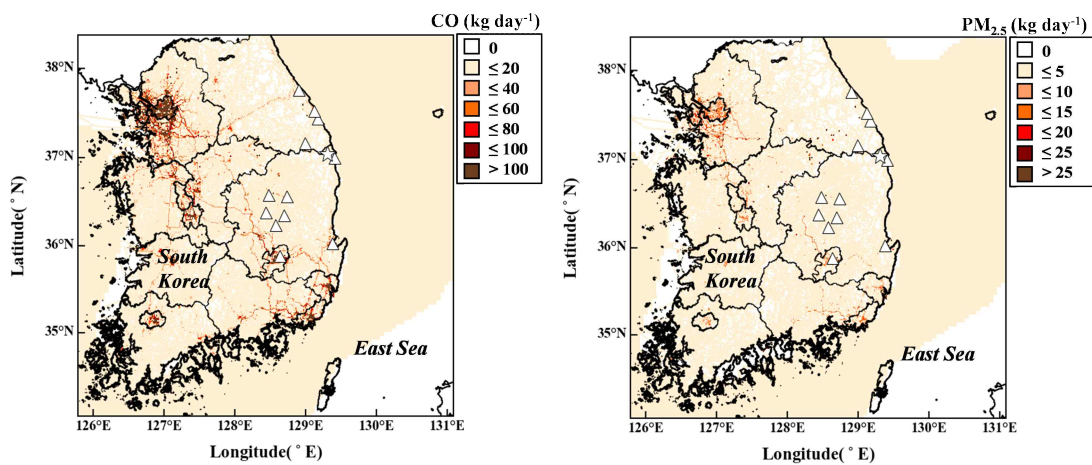 CO (kg day-1)
0
≤ 20
≤ 40
≤ 60
≤ 80
≤ 100
> 100
38°N
37°N
36°N
35°N
Latitude(° N)
South
Korea
East Sea
126°E
127°E
128°E
129°E
130°E
131°E
Longitude(° E)
PM2.5 (kg day-1)
0
≤ 5
≤ 10
≤ 15
≤ 20
≤ 25
> 25
38°N
37°N
36°N
35°N
Latitude(° N)
South
Korea
East Sea
126°E
127°E
128°E
129°E
130°E
131°E
Longitude(° E)